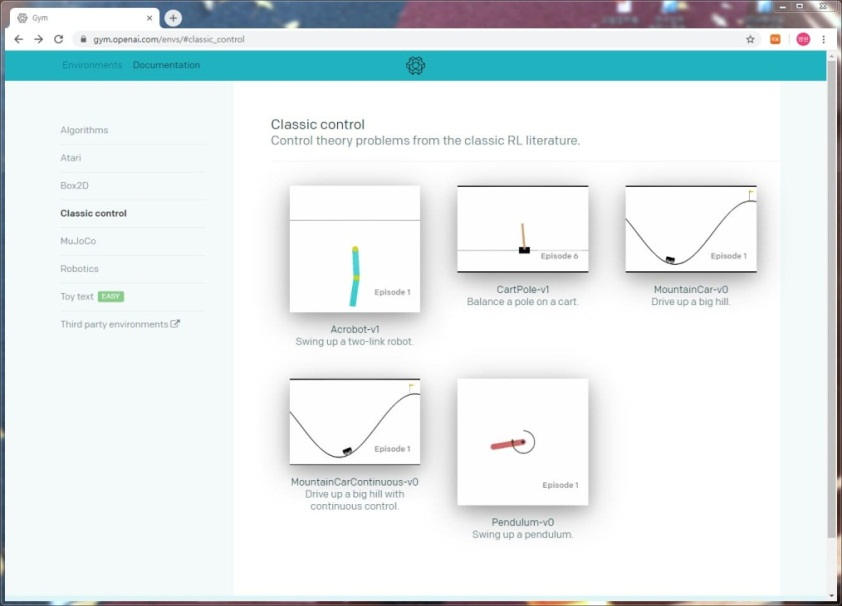 Gym
gym.openai.com/envs/#classic_control
Environments Documentation
Algorithms
Atari
Box2D
Classic control
MuJoCo
Robotics
Toy text EASY
Third party environments
Classic control
Control theory problems from the classic RL literature.
Episode 1
Acrobot-v1
Swing up a two-link robot.
Episode 6
CartPole-v1
Balance a pole on a cart.
Episode 1
MountainCar-v0
Drive up a big hill.
Episode 1
MountainCarContinuous-v0
Drive up a big hill with
continuous control.
Episode 1
Pendulum-v0
Swing up a pendulum.